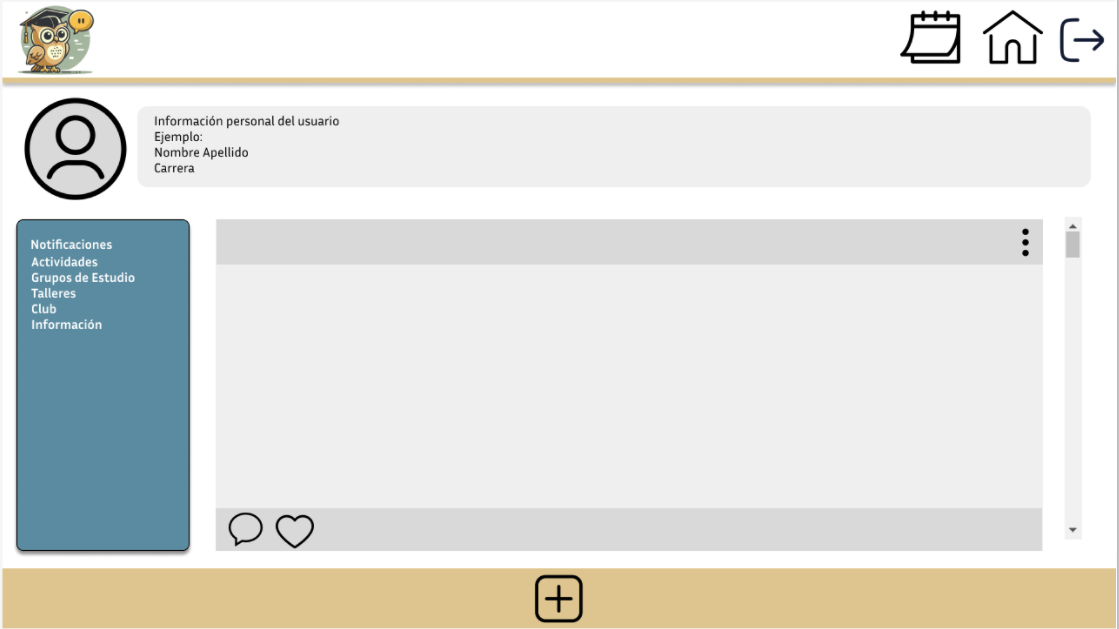 Información personal del usuario
Ejemplo:
Nombre Apellido
Carrera
Notificaciones
Actividades
Grupos de Estudio
Talleres
Club
Información